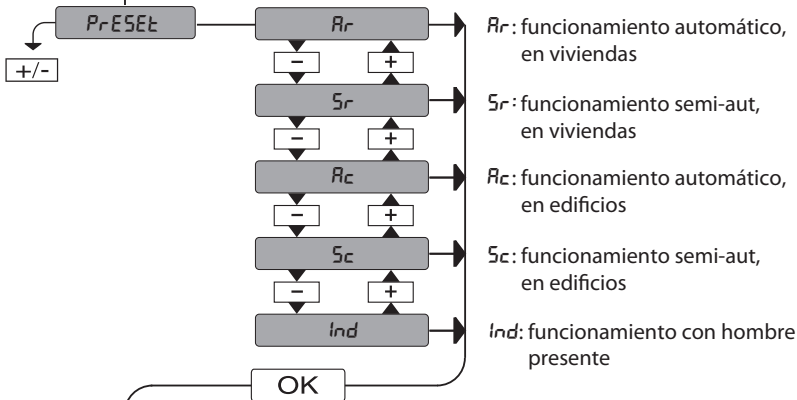 PrESEt
+/-
Ar
- +
Sr
- +
Ac
- +
Sc
- +
Ind
OK
Ar: funcionamiento automático,
en viviendas
Sr: funcionamiento semi-aut,
en viviendas
Ac: funcionamiento automático,
en edificios
Sc: funcionamiento semi-aut,
en edificios
Ind: funcionamiento con hombre
presente